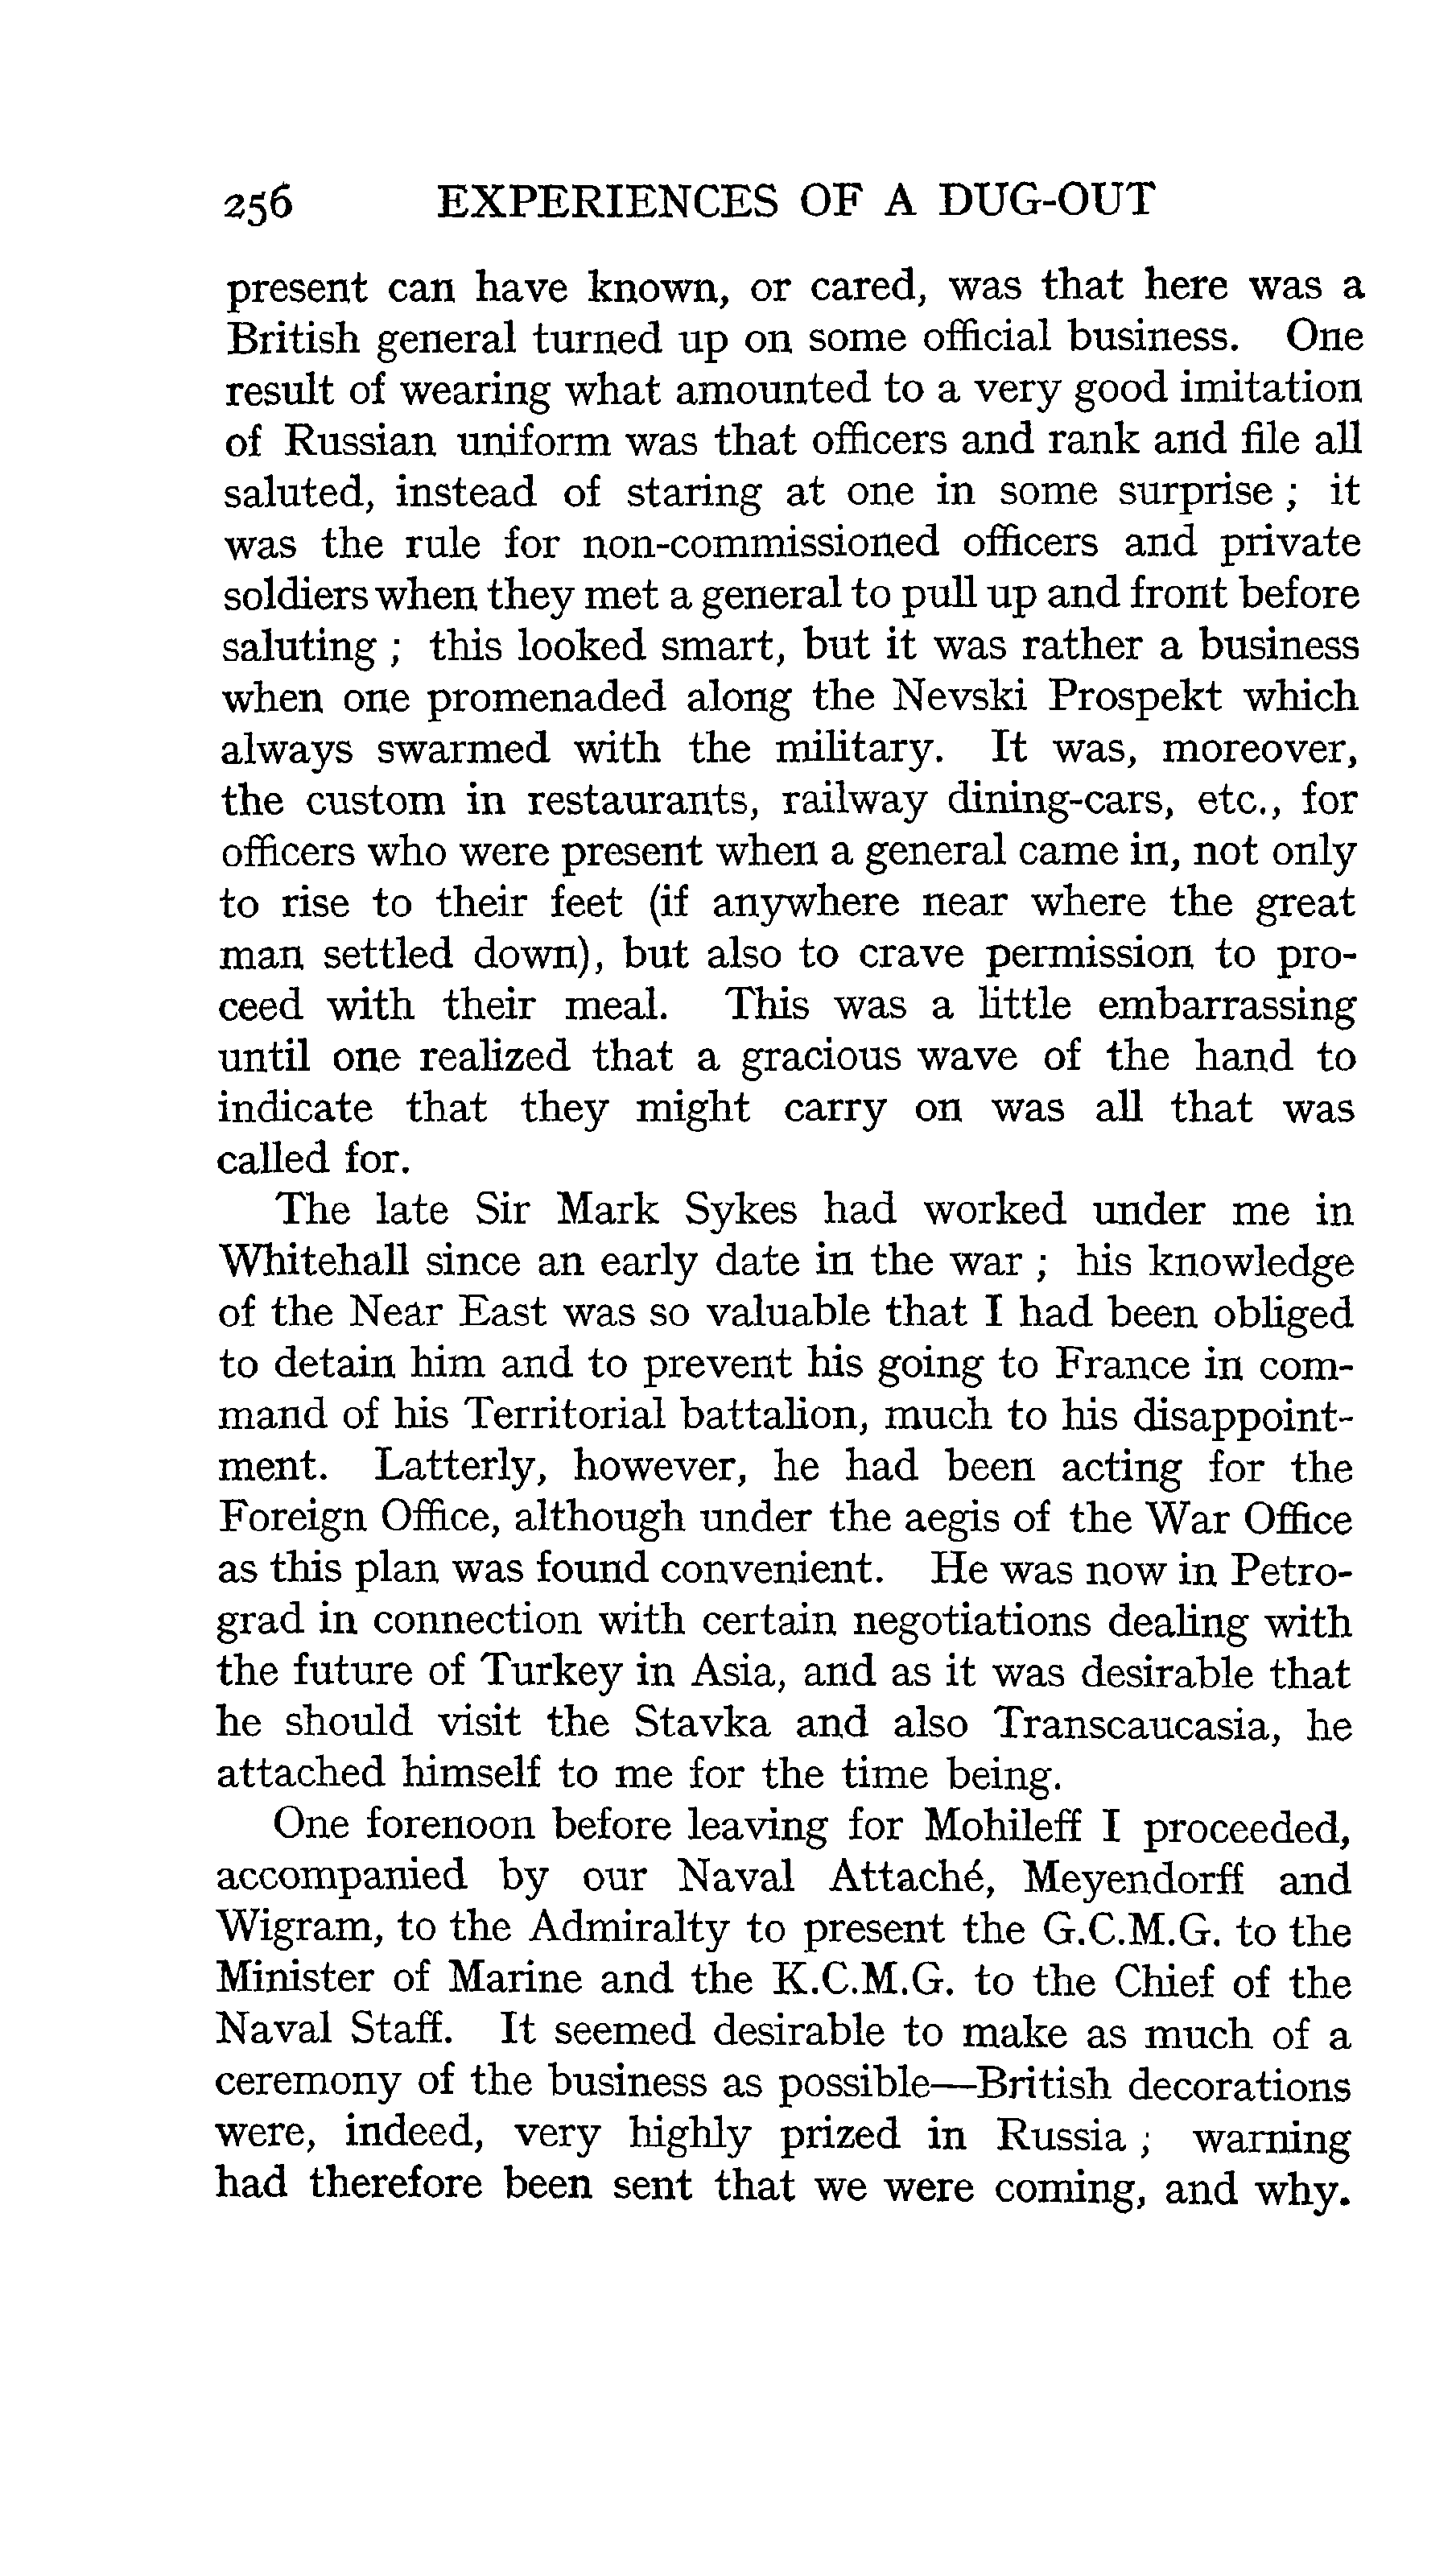 256 EXPERIENCES OF A DUG-OUT
present can have known, or cared, was that here was a
British general turned up on some official business. One
result of wearing what amounted to a very good imitation
of Russian uniform was that officers and rank and file all
saluted, instead of staring at one in some surprise ; it
was the rule for non-commissioned officers and private
soldiers when they met a general to pull up and front before
saluting ; this looked smart, but it was rather a business
when one promenaded along the Nevski Prospekt which
always swarmed with the military. It was, moreover,
the custom in restaurants, railway dining-cars, etc., for
officers who were present when a general came in, not only
to rise to their feet (if anywhere near where the great
man settled down), but also to crave permission to pro-
ceed with their meal. This was a little embarrassing
until one realized that a gracious wave of the hand to
indicate that they might carry on was all that was
called for.
The late Sir Mark Sykes had worked under me in
Whitehall since an early date in the war ; his knowledge
of the Near East was so valuable that I had been obliged
to detain him and to prevent his going to France in com-
mand of his Territorial battalion, much to his disappoint-
ment. Latterly, however, he had been acting for the
Foreign Office, although under the aegis of the War Office
as this plan was found convenient. He was now in Petro-
grad in connection with certain negotiations dealing with
the future of Turkey in Asia, and as it was desirable that
he should visit the Stavka and also Transcaucasia, he
attached himself to me for the time being.
One forenoon before leaving for Mohileff I proceeded,
accompanied by our Naval Attaché, Meyendorff and
Wigram, to the Admiralty to present the G.C.M.G. to the
Minister of Marine and the K.C.M.G. to the Chief of the
Naval Staff. It seemed desirable to make as much of a
ceremony of the business as possible—British decorations
were, indeed, very highly prized in Russia ; warning
had therefore been sent that we were coming, and why.